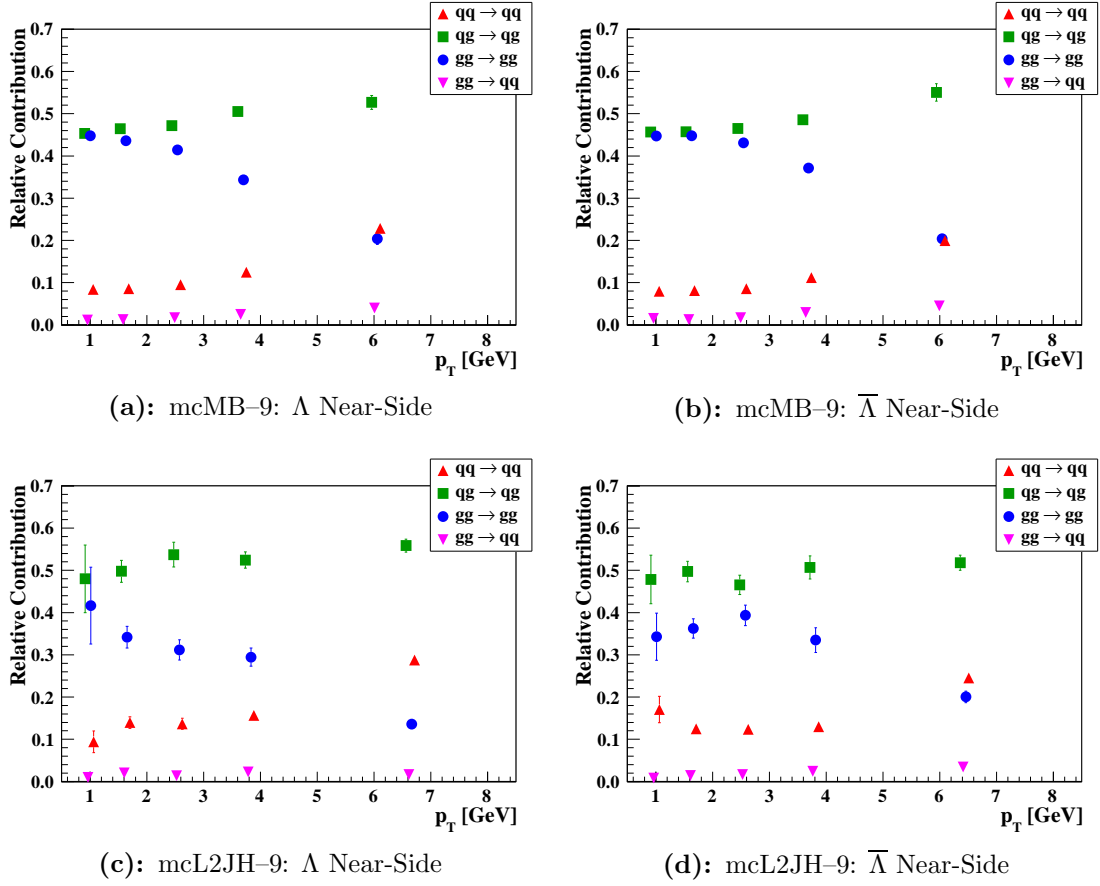 qq → qq
qg → qg
gg → gg
gg → qq
Relative Contribution
0.7
0.6
0.5
0.4
0.3
0.2
0.1
0.0
1 2 3 4 5 6 7 8
p_T [GeV]
(a): mcMB–9: Λ Near-Side
qq → qq
qg → qg
gg → gg
gg → qq
Relative Contribution
0.7
0.6
0.5
0.4
0.3
0.2
0.1
0.0
1 2 3 4 5 6 7 8
p_T [GeV]
(b): mcMB–9: Λ̅ Near-Side
qq → qq
qg → qg
gg → gg
gg → qq
Relative Contribution
0.7
0.6
0.5
0.4
0.3
0.2
0.1
0.0
1 2 3 4 5 6 7 8
p_T [GeV]
(c): mcL2JH–9: Λ Near-Side
qq → qq
qg → qg
gg → gg
gg → qq
Relative Contribution
0.7
0.6
0.5
0.4
0.3
0.2
0.1
0.0
1 2 3 4 5 6 7 8
p_T [GeV]
(d): mcL2JH–9: Λ̅ Near-Side